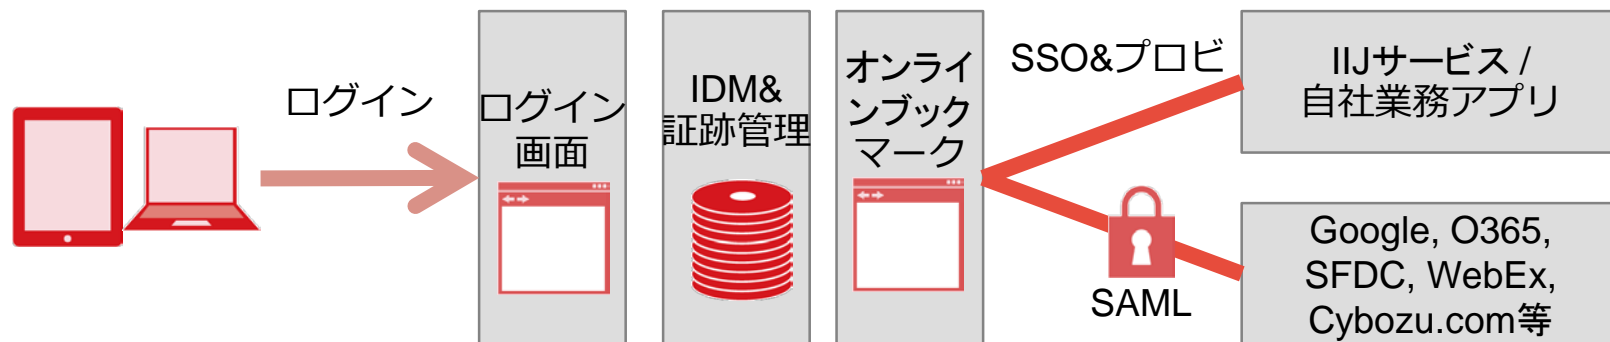 ログイン
ログイン
画面
IDM&
証跡管理
オンライ
ンブック
マーク
SSO&プロビ
SAML
IIJサービス /
自社業務アプリ
Google, O365,
SFDC, WebEx,
Cybozu.com等